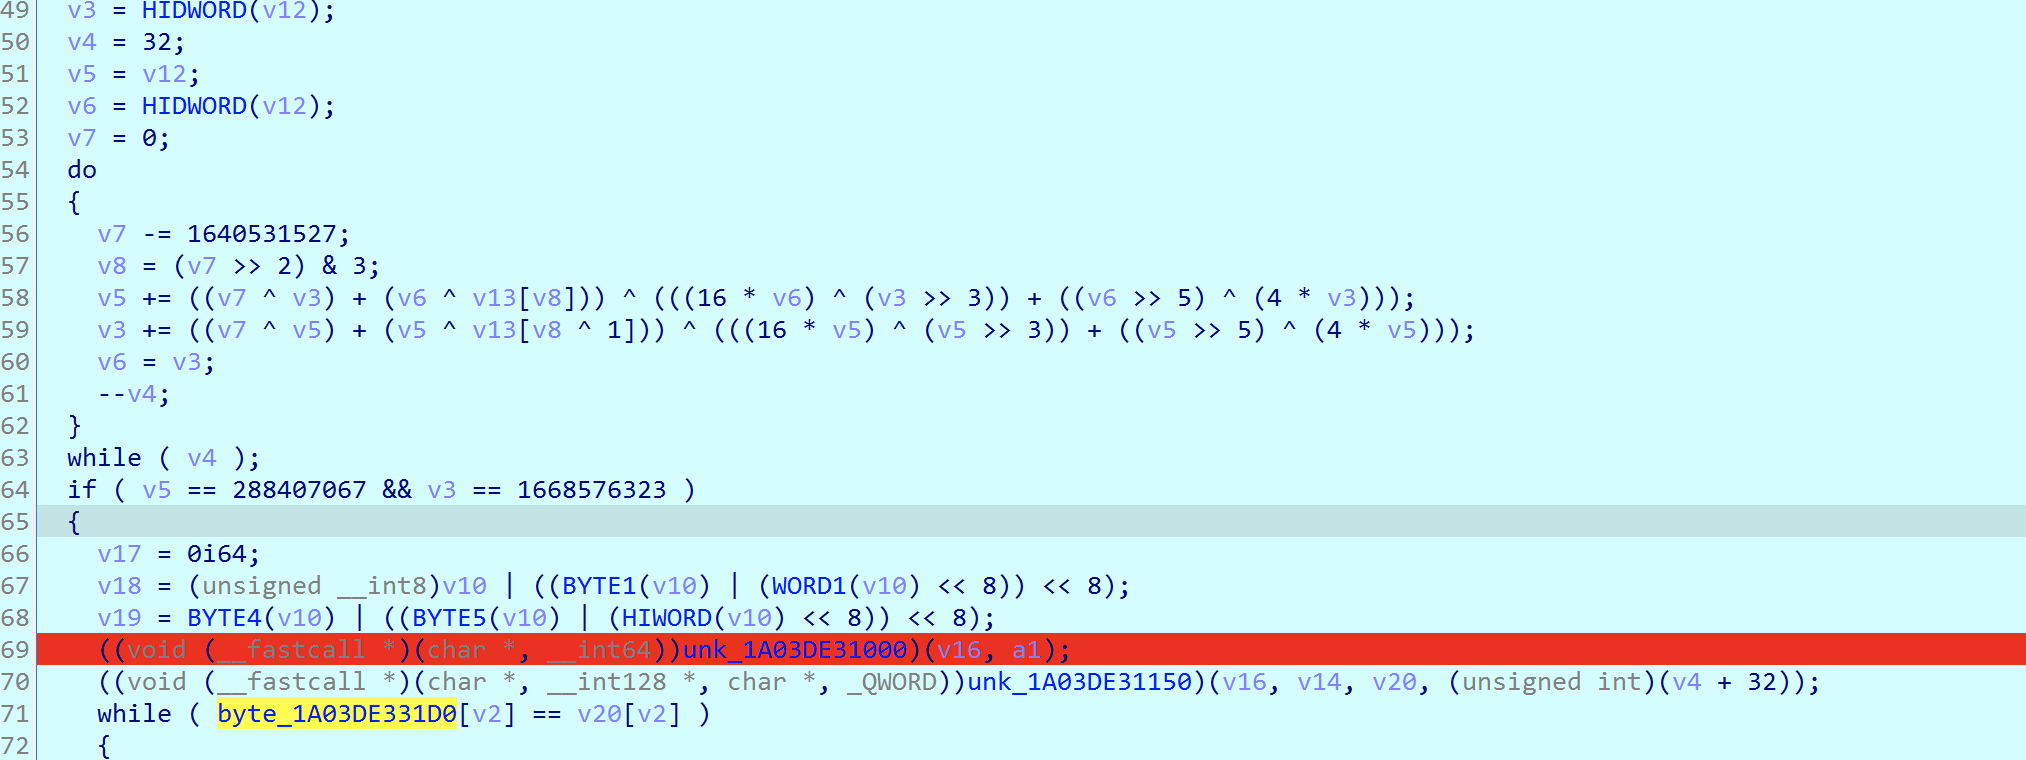 49 v3 = HIDWORD(v12);
50 v4 = 32;
51 v5 = v12;
52 v6 = HIDWORD(v12);
53 v7 = 0;
54 do
55 {
56 v7 -= 1640531527;
57 v8 = (v7 >> 2) & 3;
58 v5 += ((v7 ^ v3) + (v6 ^ v13[v8])) ^ (((16 * v6) ^ (v3 >> 3)) + ((v6 >> 5) ^ (4 * v3)));
59 v3 += ((v7 ^ v5) + (v5 ^ v13[v8 ^ 1])) ^ (((16 * v5) ^ (v5 >> 3)) + ((v5 >> 5) ^ (4 * v5)));
60 v6 = v3;
61 --v4;
62 }
63 while ( v4 );
64 if ( v5 == 288407067 && v3 == 1668576323 )
65 {
66 v17 = 0i64;
67 v18 = (unsigned __int8)v10 | ((BYTE1(v10) | (WORD1(v10) << 8)) << 8);
68 v19 = BYTE4(v10) | ((BYTE5(v10) | (HIWORD(v10) << 8)) << 8);
69 ((void (__fastcall *)(char *, __int64))unk_1A03DE31000)(v16, a1);
70 ((void (__fastcall *)(char *, __int128 *, char *, _QWORD))unk_1A03DE31150)(v16, v14, v20, (unsigned int)(v4 + 32));
71 while ( byte_1A03DE331D0[v2] == v20[v2] )
72 {